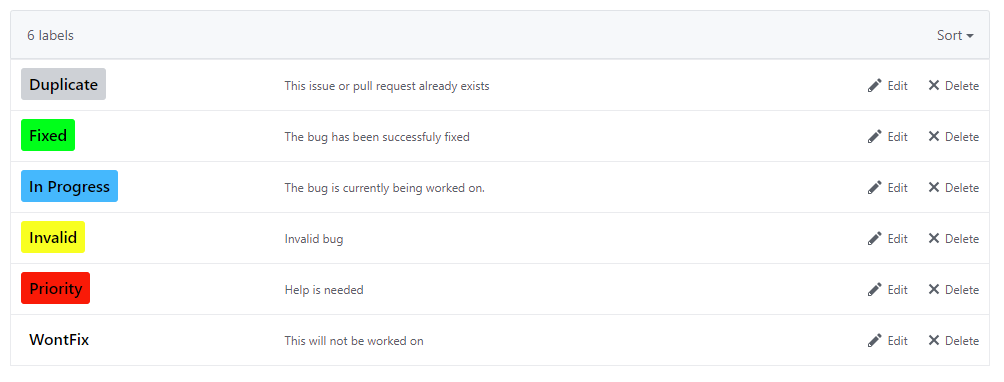 6 labels Sort
Duplicate This issue or pull request already exists Edit Delete
Fixed The bug has been successfuly fixed Edit Delete
In Progress The bug is currently being worked on. Edit Delete
Invalid Invalid bug Edit Delete
Priority Help is needed Edit Delete
WontFix This will not be worked on Edit Delete